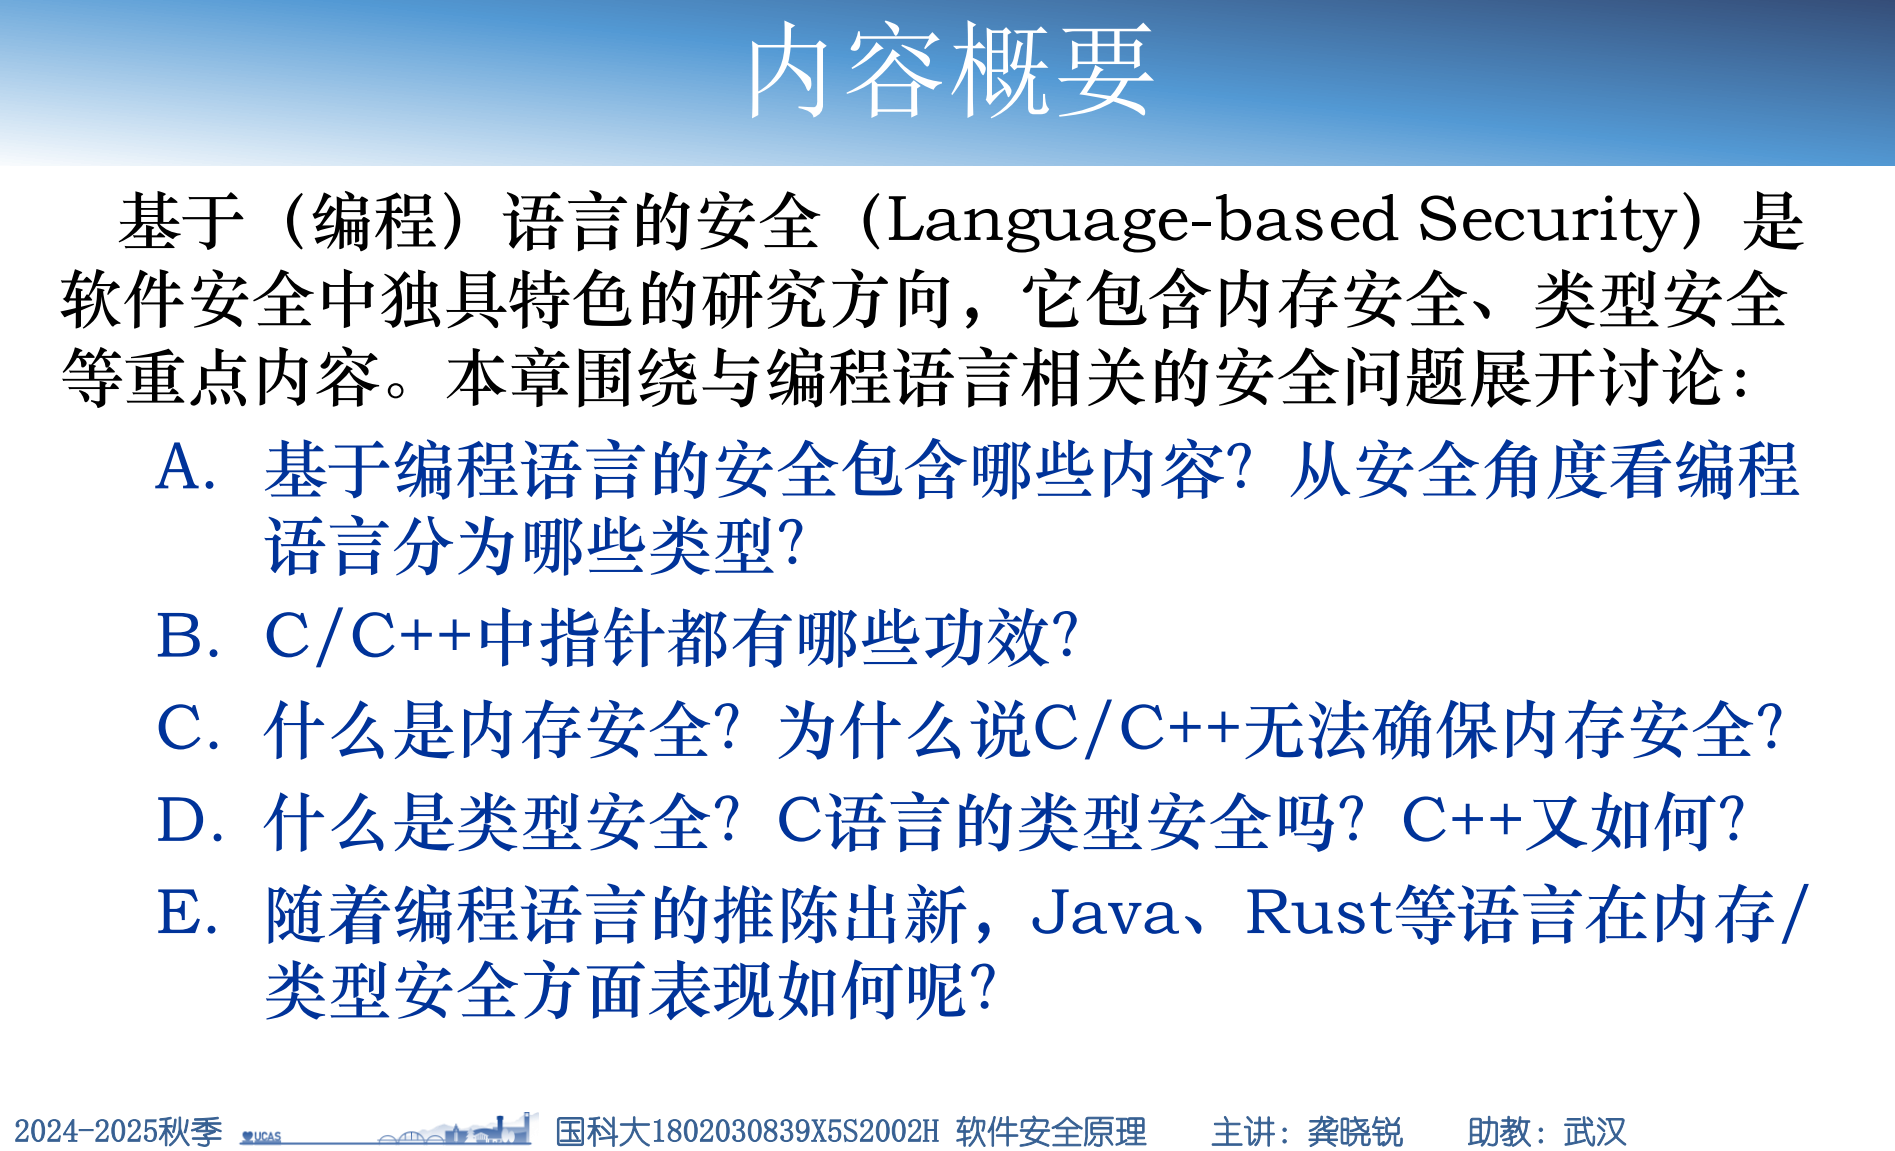 内容概要
基于（编程）语言的安全（Language-based Security）是
软件安全中独具特色的研究方向，它包含内存安全、类型安全
等重点内容。本章围绕与编程语言相关的安全问题展开讨论：
A. 基于编程语言的安全包含哪些内容？从安全角度看编程
语言分为哪些类型？
B. C/C++中指针都有哪些功效？
C. 什么是内存安全？为什么说C/C++无法确保内存安全？
D. 什么是类型安全？C语言的类型安全吗？C++又如何？
E. 随着编程语言的推陈出新，Java、Rust等语言在内存/
类型安全方面表现如何呢？
2024-2025秋季 UCAS 国科大1802030839X5S2002H 软件安全原理 主讲：龚晓锐 助教：武汉